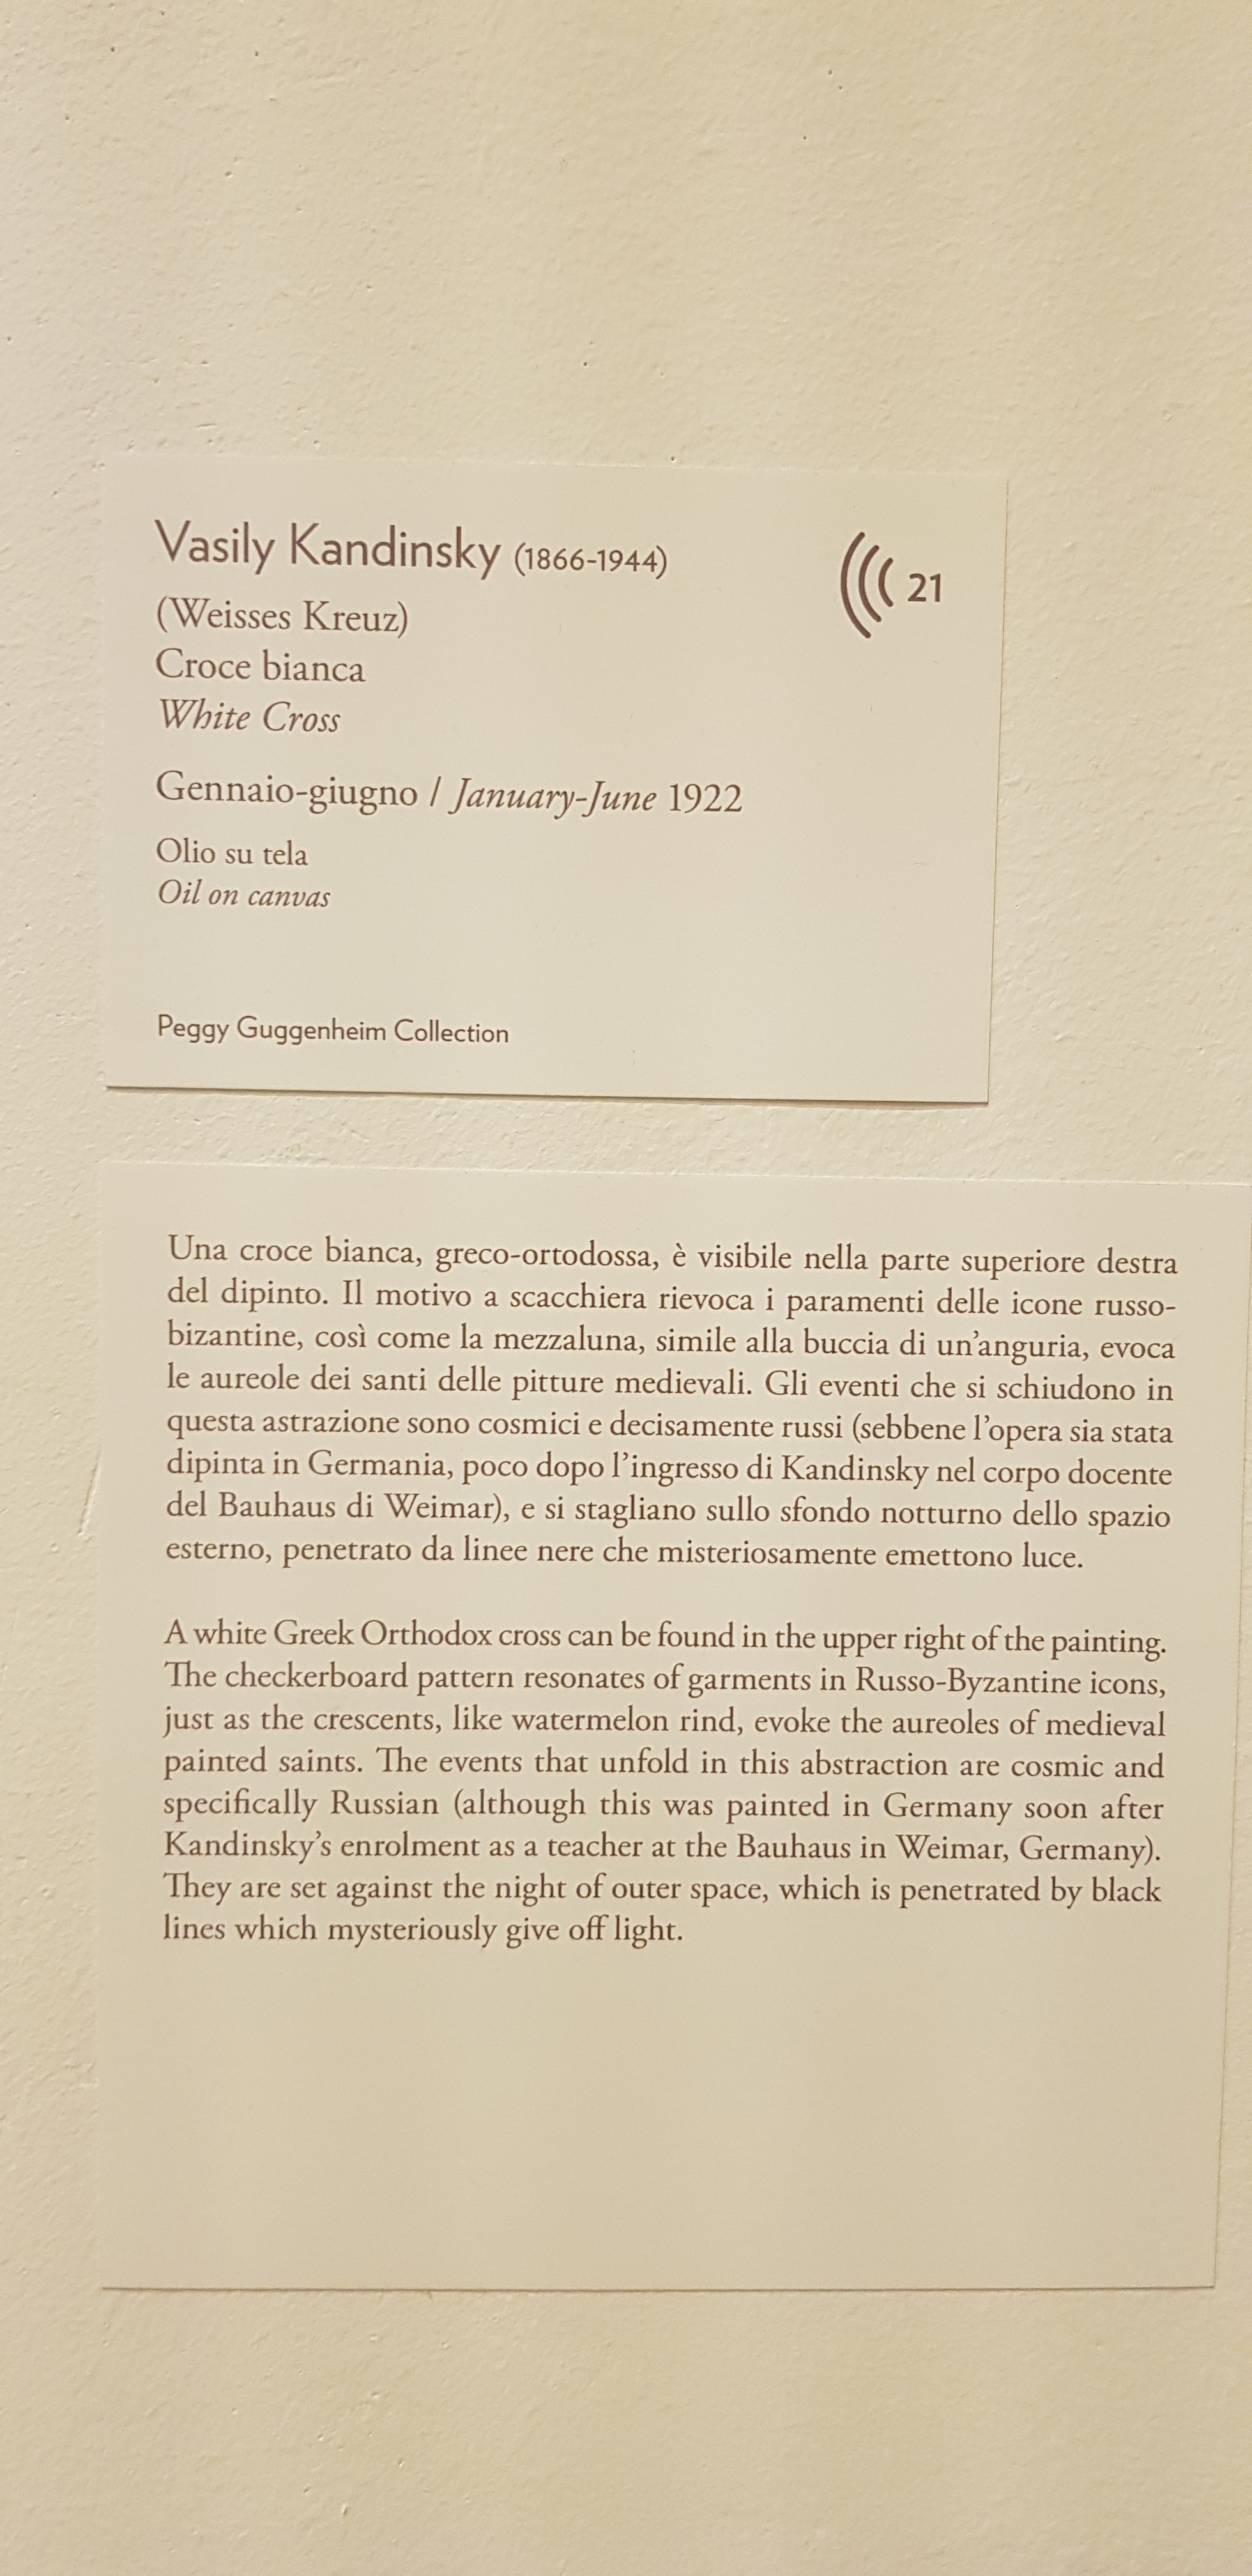 Vasily Kandinsky (1866-1944)
21
(Weisses Kreuz)
Croce bianca
White Cross
Gennaio-giugno / January-June 1922
Olio su tela
Oil on canvas
Peggy Guggenheim Collection
Una croce bianca, greco-ortodossa, è visibile nella parte superiore destra
del dipinto. Il motivo a scacchiera rievoca i paramenti delle icone russo-
bizantine, così come la mezzaluna, simile alla buccia di un’anguria, evoca
le aureole dei santi delle pitture medievali. Gli eventi che si schiudono in
questa astrazione sono cosmici e decisamente russi (sebbene l’opera sia stata
dipinta in Germania, poco dopo l’ingresso di Kandinsky nel corpo docente
del Bauhaus di Weimar), e si stagliano sullo sfondo notturno dello spazio
esterno, penetrato da linee nere che misteriosamente emettono luce.
A white Greek Orthodox cross can be found in the upper right of the painting.
The checkerboard pattern resonates of garments in Russo-Byzantine icons,
just as the crescents, like watermelon rind, evoke the aureoles of medieval
painted saints. The events that unfold in this abstraction are cosmic and
specifically Russian (although this was painted in Germany soon after
Kandinsky’s enrolment as a teacher at the Bauhaus in Weimar, Germany).
They are set against the night of outer space, which is penetrated by black
lines which mysteriously give off light.